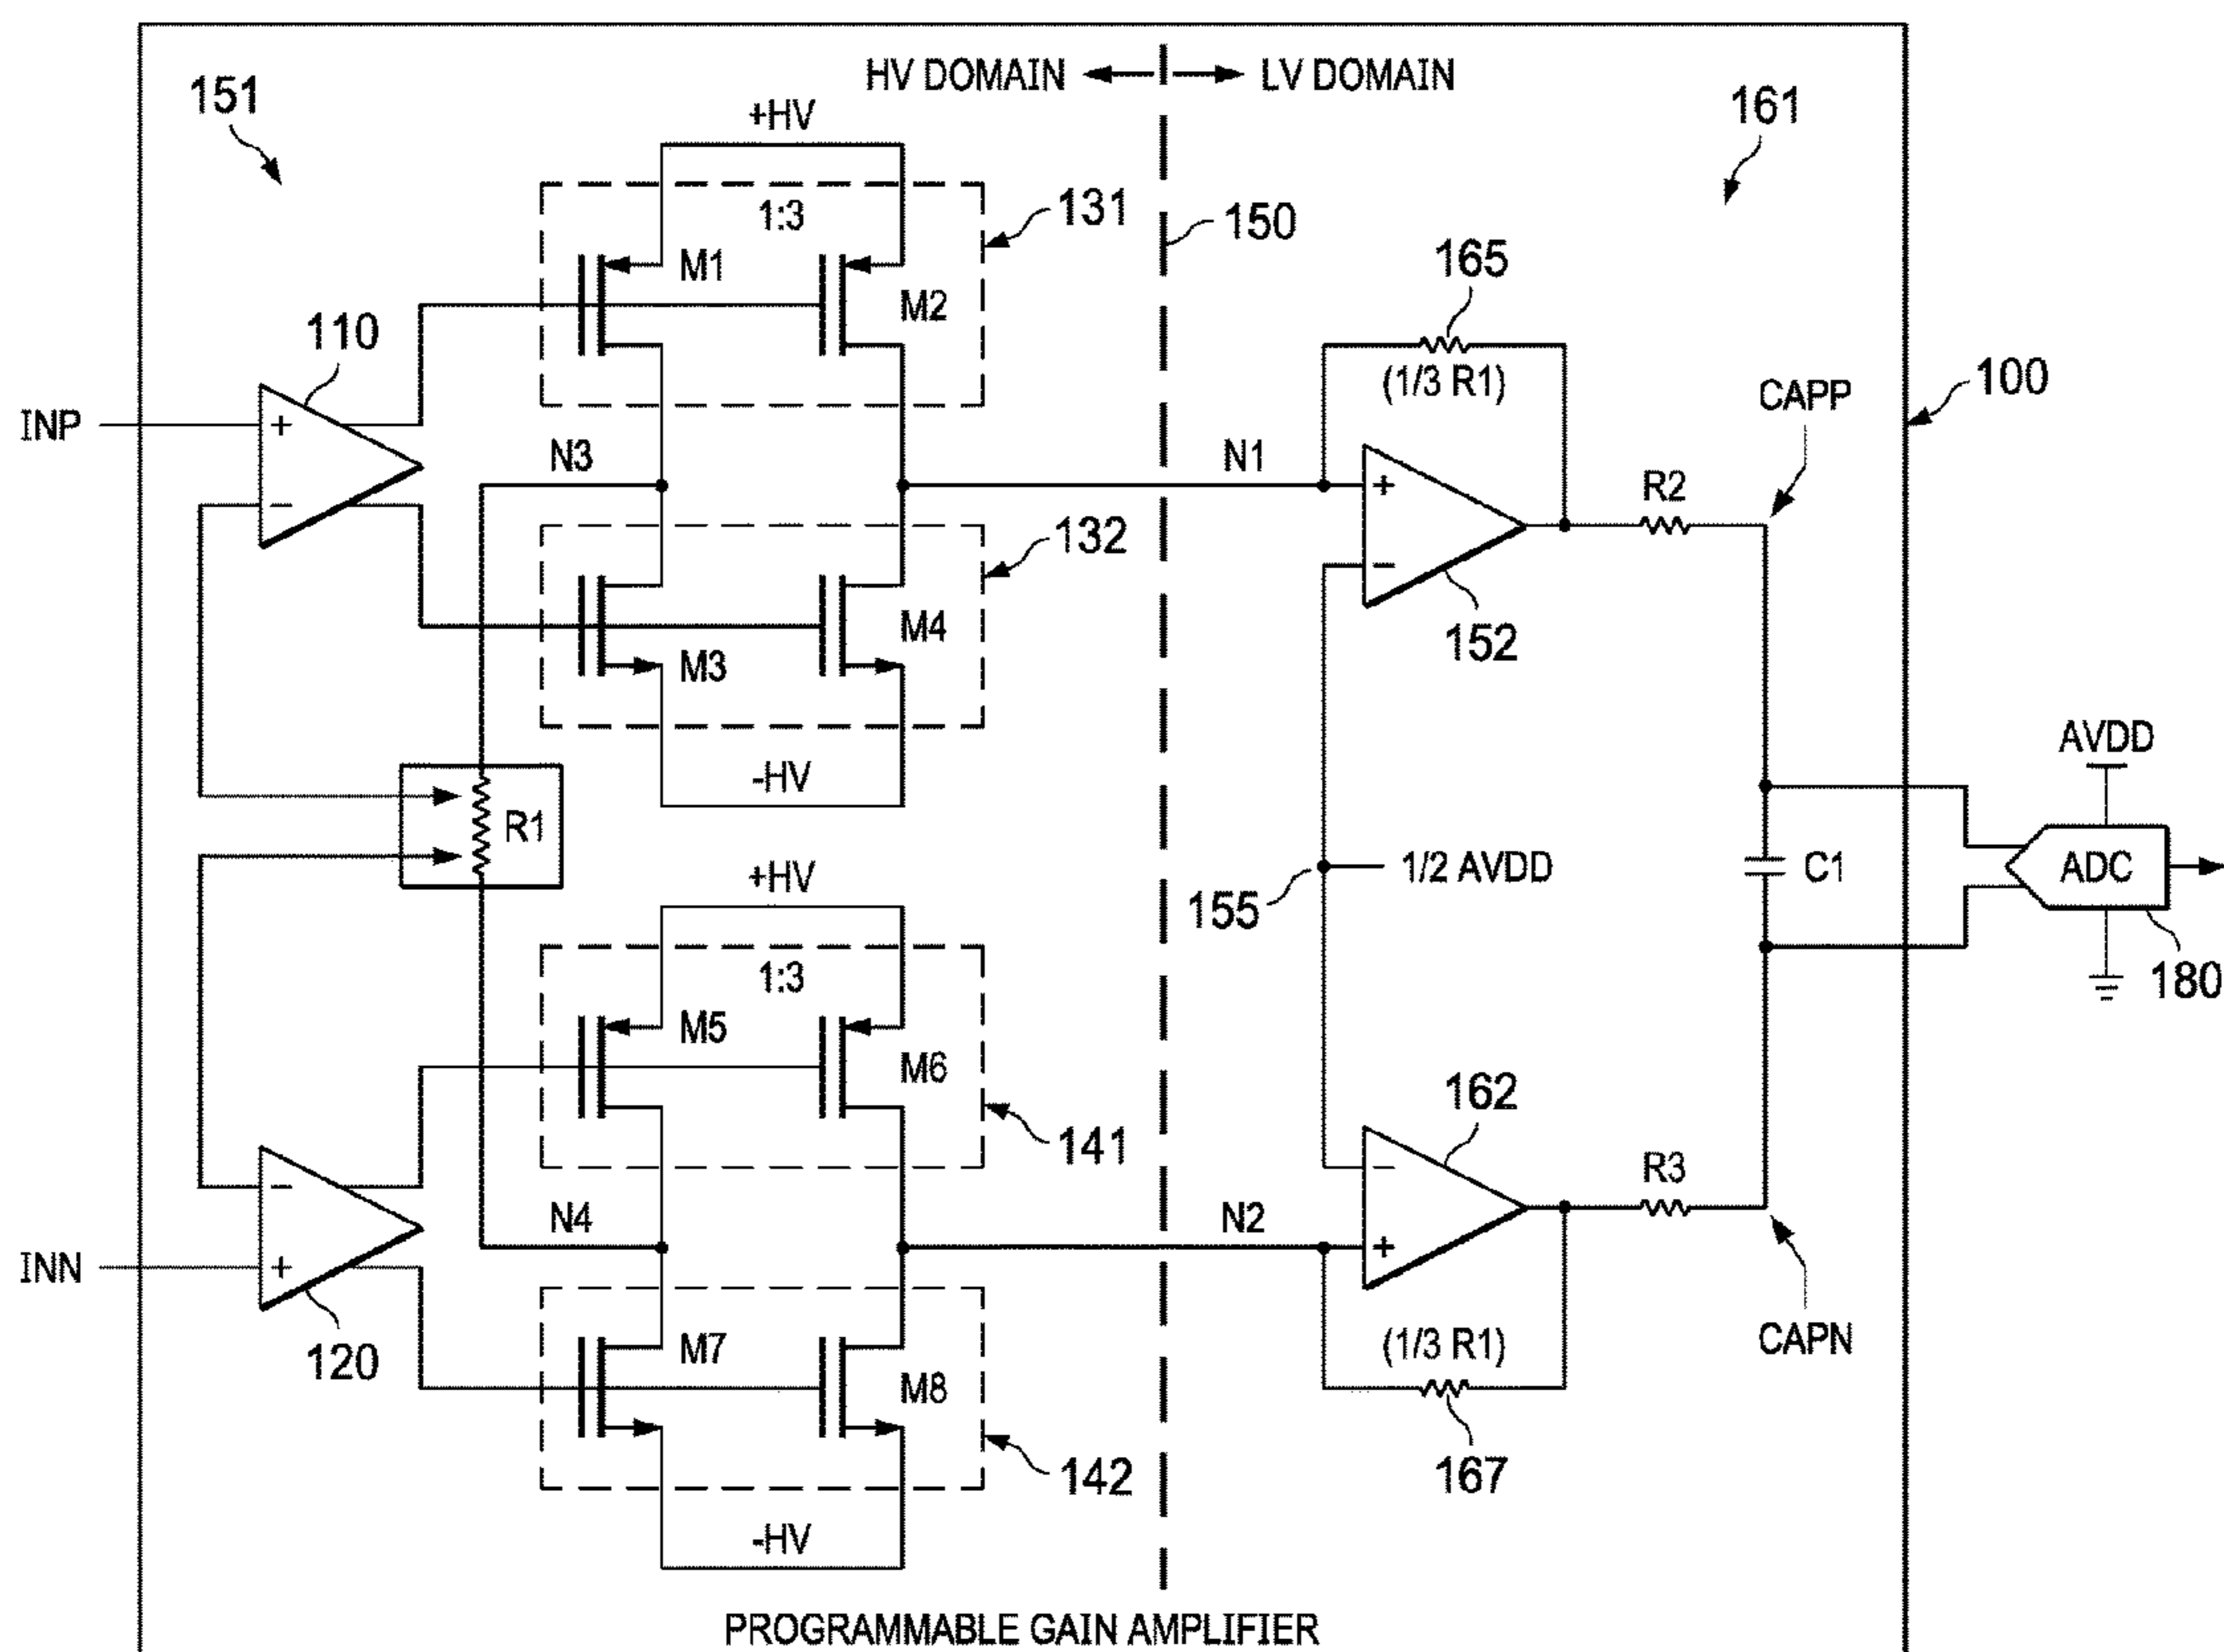 HV DOMAIN
LV DOMAIN
151
161
+HV
1:3
131
150
M1
M2
165
(1/3 R1)
110
100
CAPP
INP
+
-
N3
N1
+
-
R2
132
152
M3
M4
-HV
AVDD
R1
+HV
1/2 AVDD
155
C1
ADC
180
1:3
M5
M6
162
141
R3
-
+
N4
N2
-
+
INN
120
M7
M8
(1/3 R1)
CAPN
142
167
-HV
PROGRAMMABLE GAIN AMPLIFIER